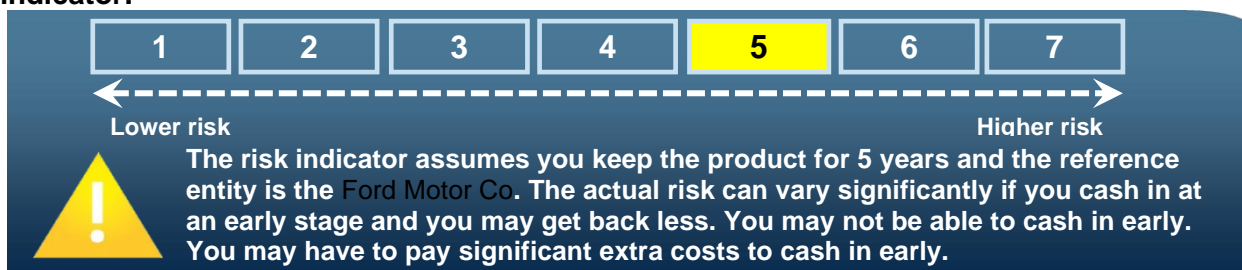 Indicator:
1 2 3 4 5 6 7
Lower risk Higher risk
The risk indicator assumes you keep the product for 5 years and the reference
entity is the Ford Motor Co. The actual risk can vary significantly if you cash in at
an early stage and you may get back less. You may not be able to cash in early.
You may have to pay significant extra costs to cash in early.